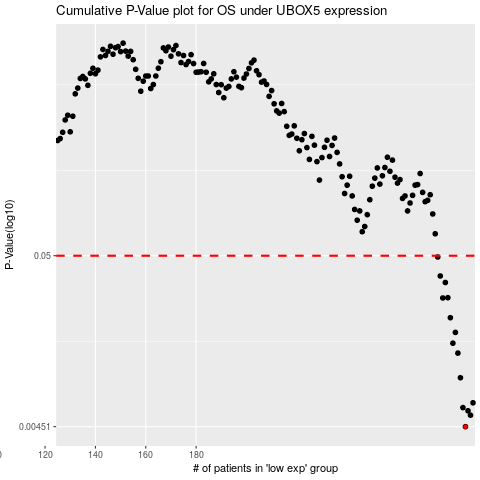 Cumulative P-Value plot for OS under UBOX5 expression
P-Value(log10)
0.05
0.00451
0
120
140
160
180
# of patients in 'low exp' group